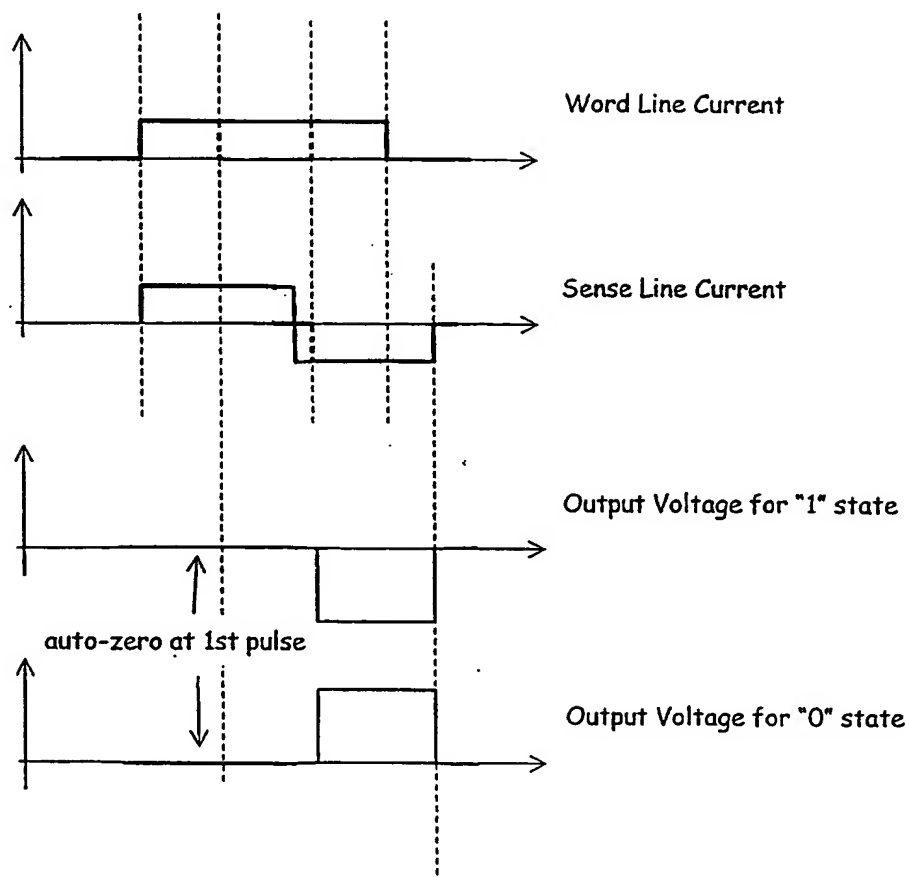 Word Line Current
Sense Line Current
Output Voltage for "1" state
auto-zero at 1st pulse
Output Voltage for "0" state